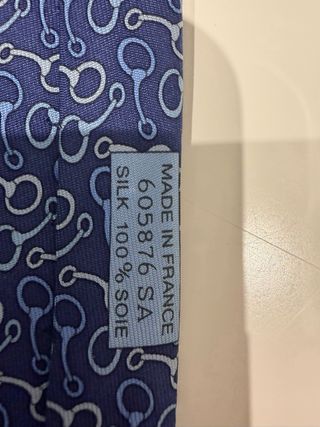 MADE IN FRANCE
605876 SA
SILK 100% SOIE